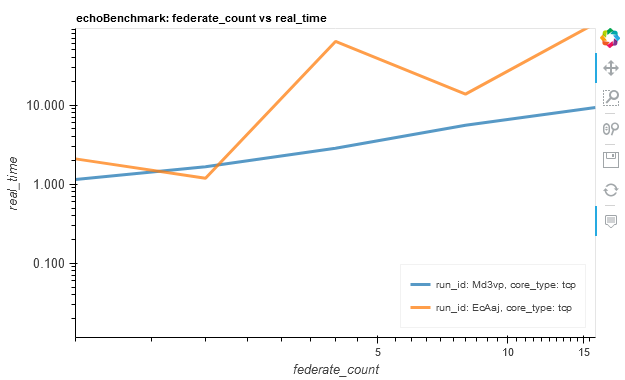 echoBenchmark: federate_count vs real_time
10.000
1.000
0.100
real_time
run_id: Md3vp, core_type: tcp
run_id: EcAaj, core_type: tcp
5
10
15
federate_count